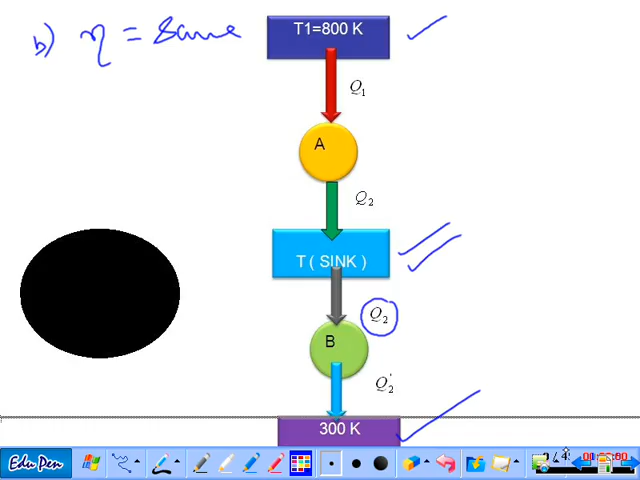 b) η = Same
T1=800 K
Q₁
A
Q₂
T ( SINK )
Q₂
B
Q₂'
300 K
Edu Pen